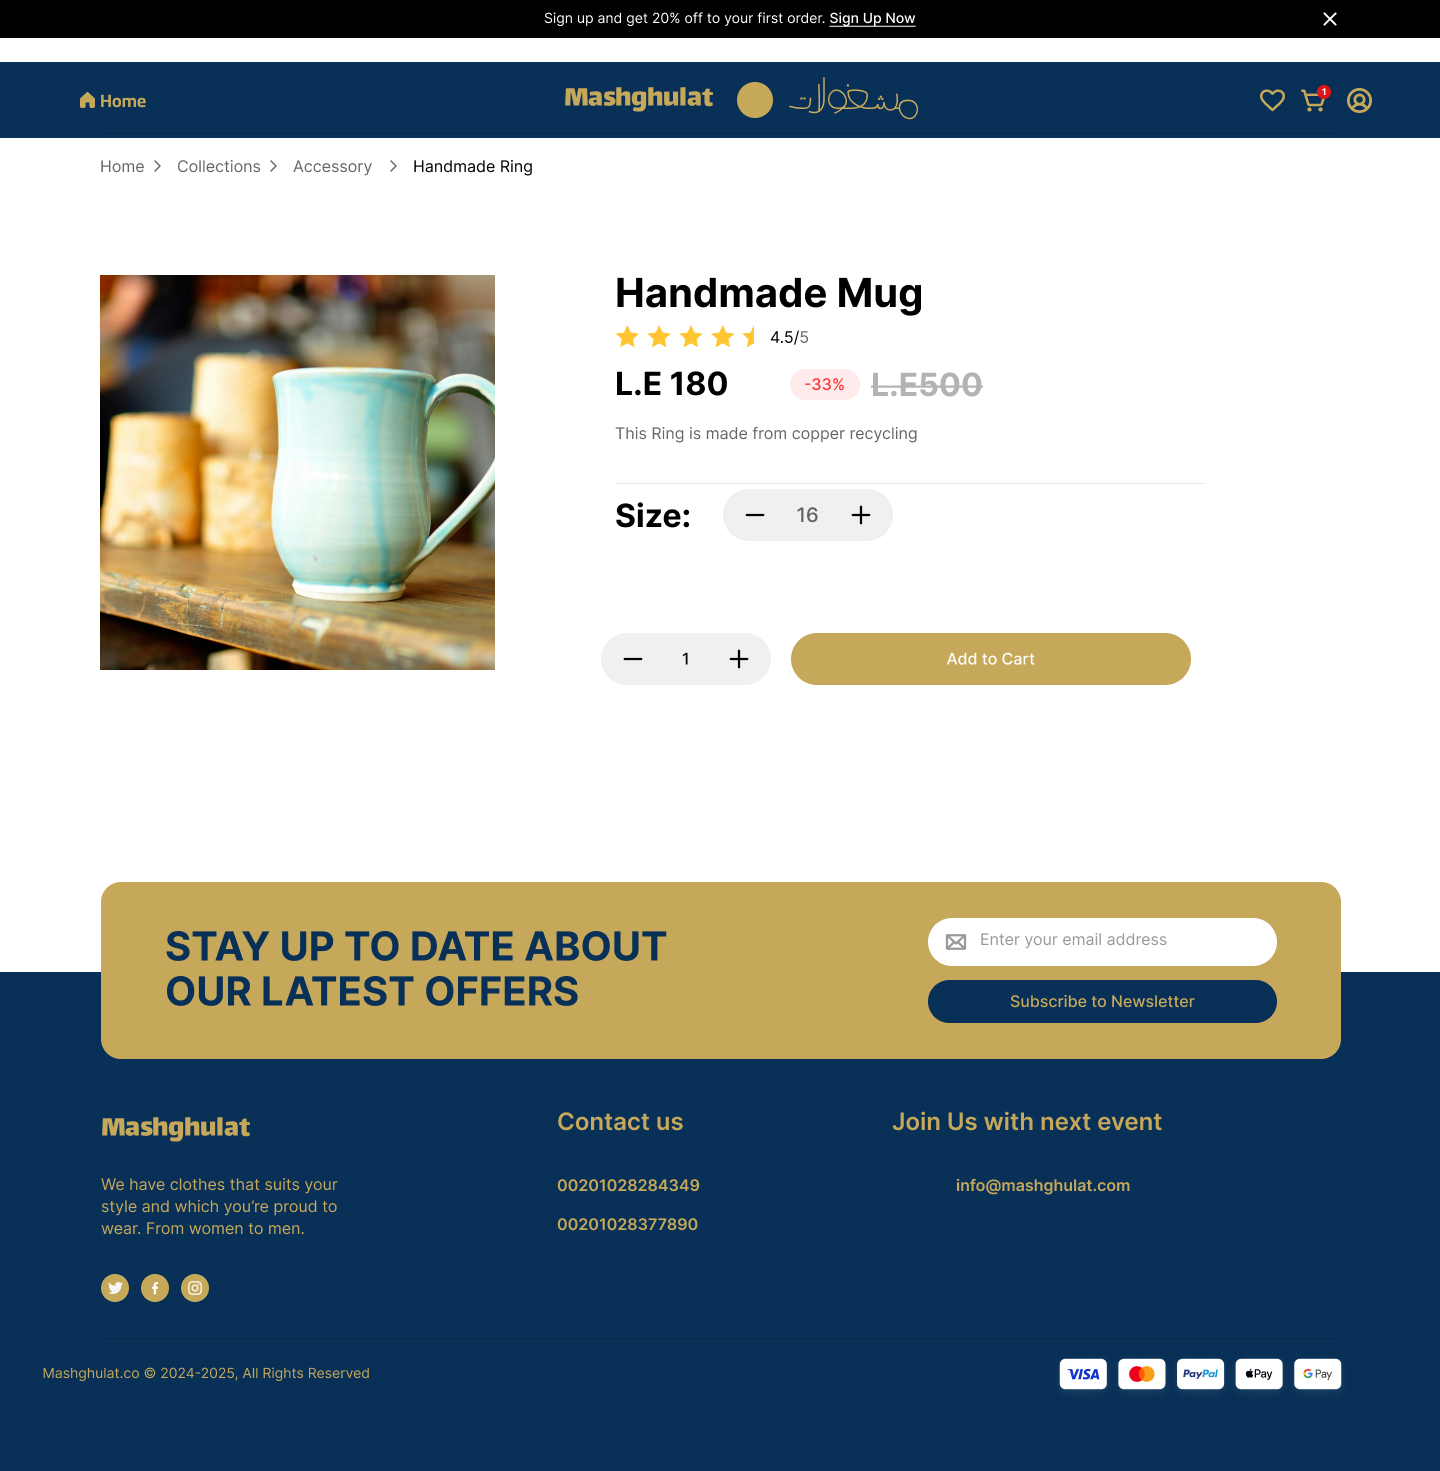 Sign up and get 20% off to your first order. Sign Up Now
Home
Mashghulat
مشغولات
1
Home
Collections
Accessory
Handmade Ring
Handmade Mug
4.5/5
L.E 180
-33%
L.E500
This Ring is made from copper recycling
Size:
16
1
Add to Cart
STAY UP TO DATE ABOUT
OUR LATEST OFFERS
Enter your email address
Subscribe to Newsletter
Mashghulat
We have clothes that suits your
style and which you’re proud to
wear. From women to men.
Contact us
00201028284349
00201028377890
Join Us with next event
info@mashghulat.com
Mashghulat.co © 2024-2025, All Rights Reserved
VISA
PayPal
Pay
G Pay